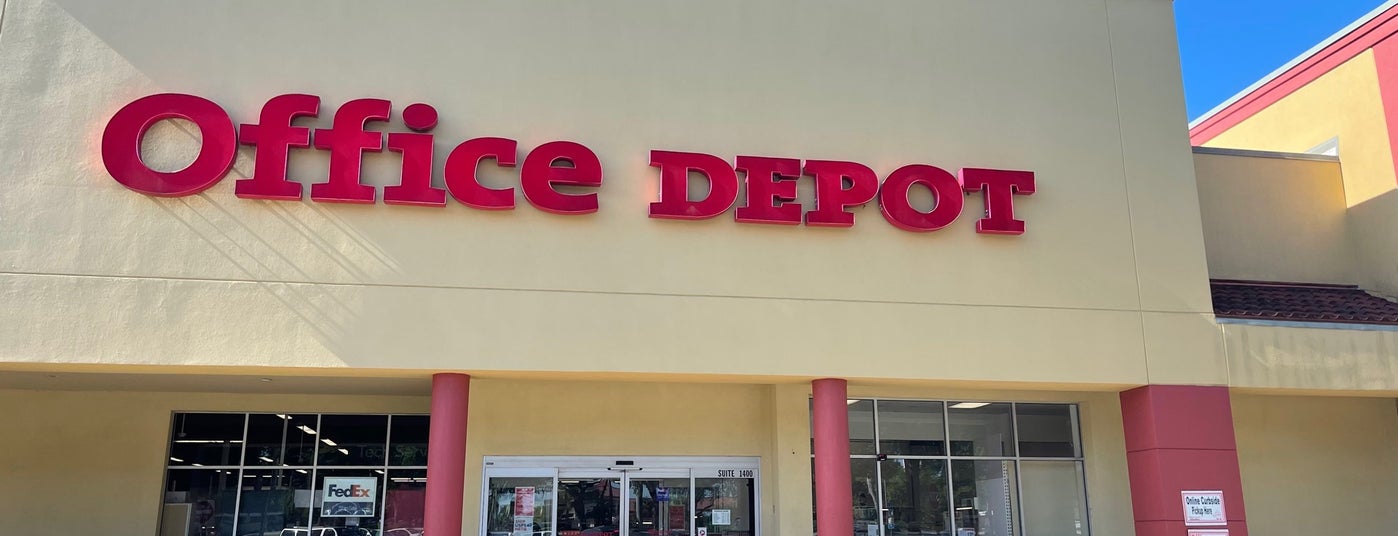 Office DEPOT
SUITE 1400
FedEx
Online Curbside
Pickup Here